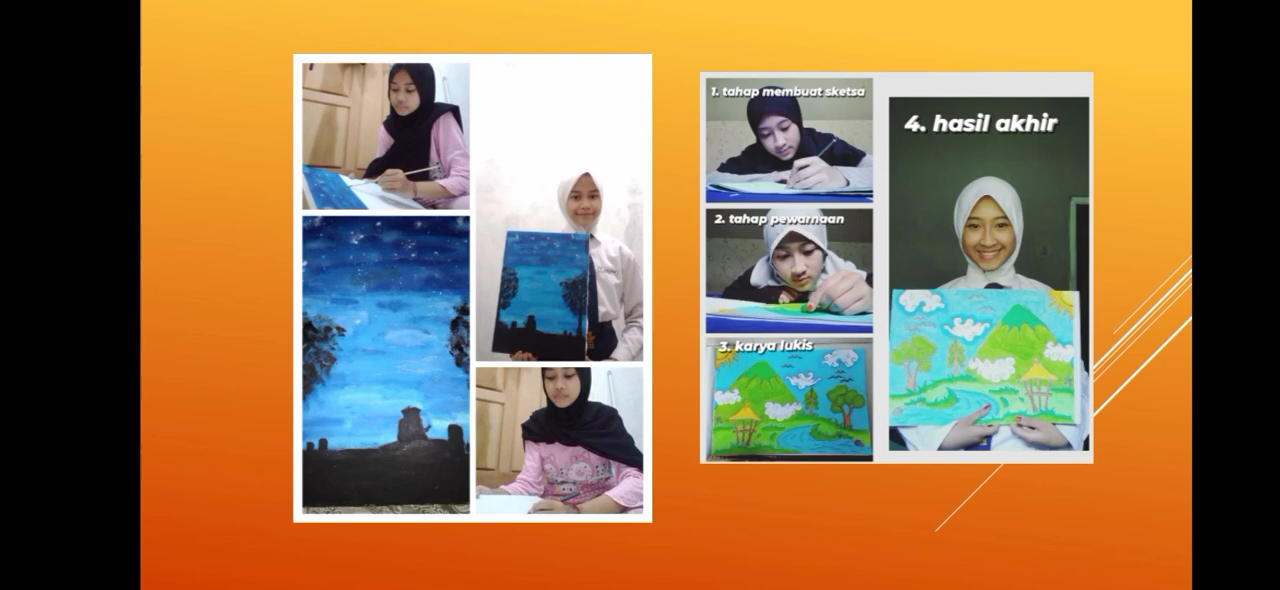 1. tahap membuat sketsa
2. tahap pewarnaan
3. karya lukis
4. hasil akhir